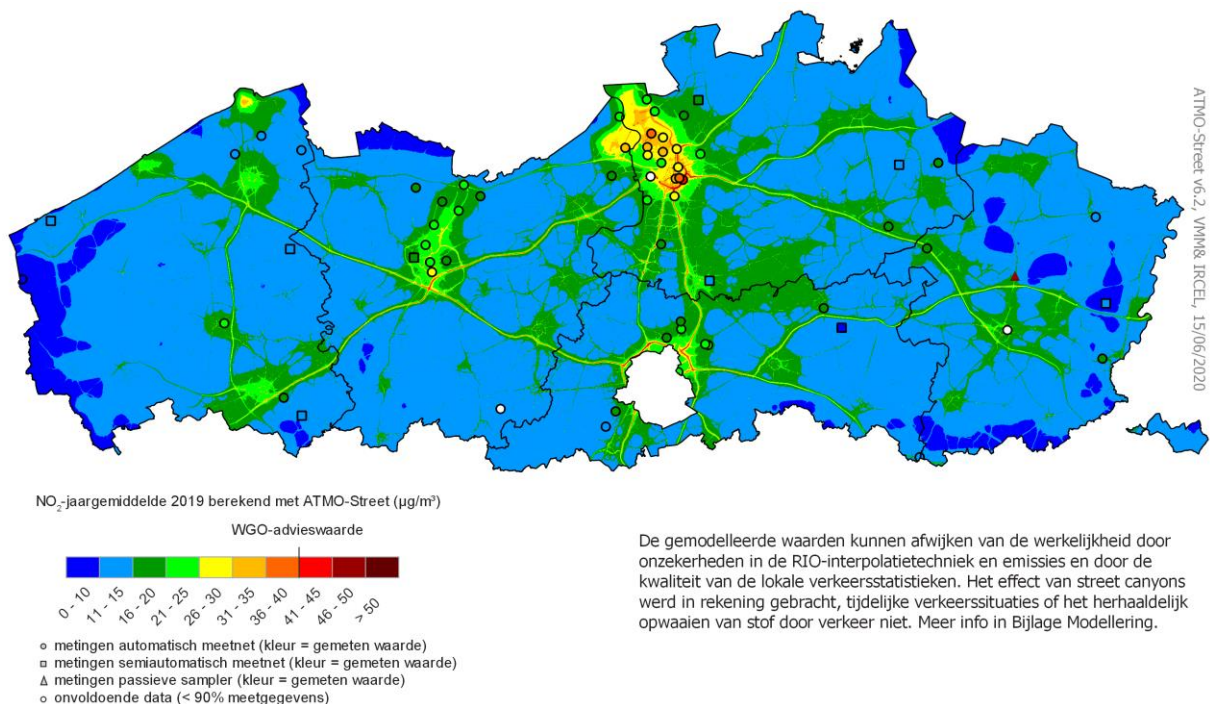 ATMO-Street v6.2, VMM& IRCEL, 15/06/2020
NO₂-jaargemiddelde 2019 berekend met ATMO-Street (µg/m³)
WGO-advieswaarde
0 - 10
11 - 15
16 - 20
21 - 25
26 - 30
31 - 35
36 - 40
41 - 45
46 - 50
> 50
metingen automatisch meetnet (kleur = gemeten waarde)
metingen semiautomatisch meetnet (kleur = gemeten waarde)
metingen passieve sampler (kleur = gemeten waarde)
onvoldoende data (< 90% meetgegevens)
De gemodelleerde waarden kunnen afwijken van de werkelijkheid door
onzekerheden in de RIO-interpolatietechniek en emissies en door de
kwaliteit van de lokale verkeersstatistieken. Het effect van street canyons
werd in rekening gebracht, tijdelijke verkeerssituaties of het herhaaldelijk
opwaaien van stof door verkeer niet. Meer info in Bijlage Modellering.